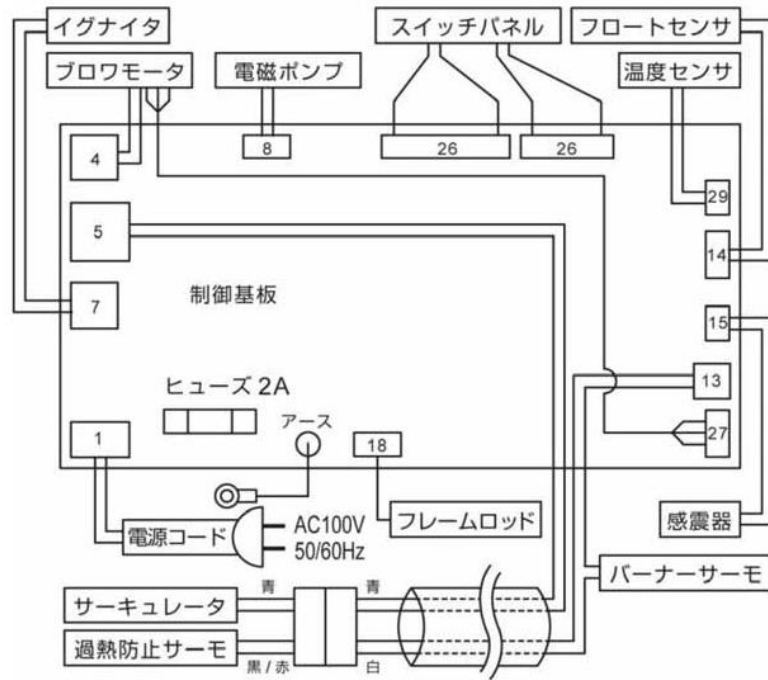 イグナイタ
スイッチパネル
フロートセンサ
ブロワモータ
電磁ポンプ
温度センサ
4
8
26
26
29
5
14
7
制御基板
15
13
ヒューズ 2A
アース
1
18
27
電源コード
AC100V
50/60Hz
フレームロッド
感震器
バーナーサーモ
青
青
サーキュレータ
過熱防止サーモ
黒 / 赤
白